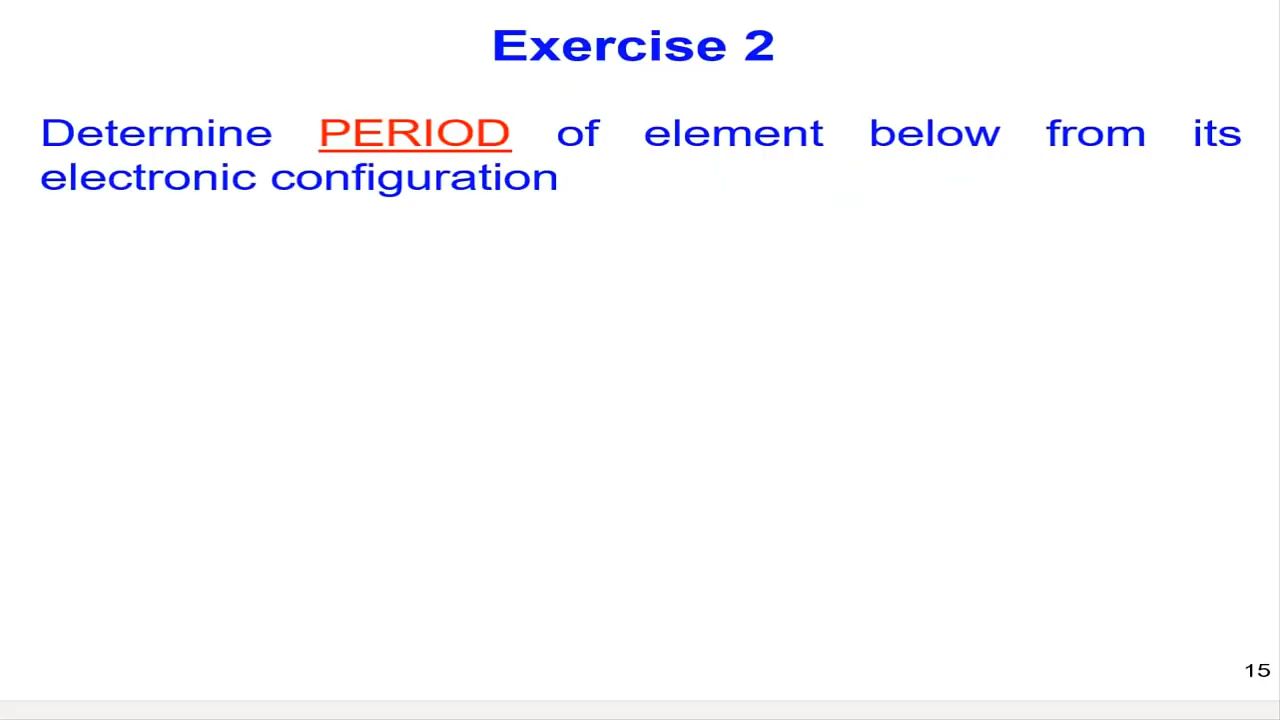 Exercise 2
Determine PERIOD of element below from its
electronic configuration
15